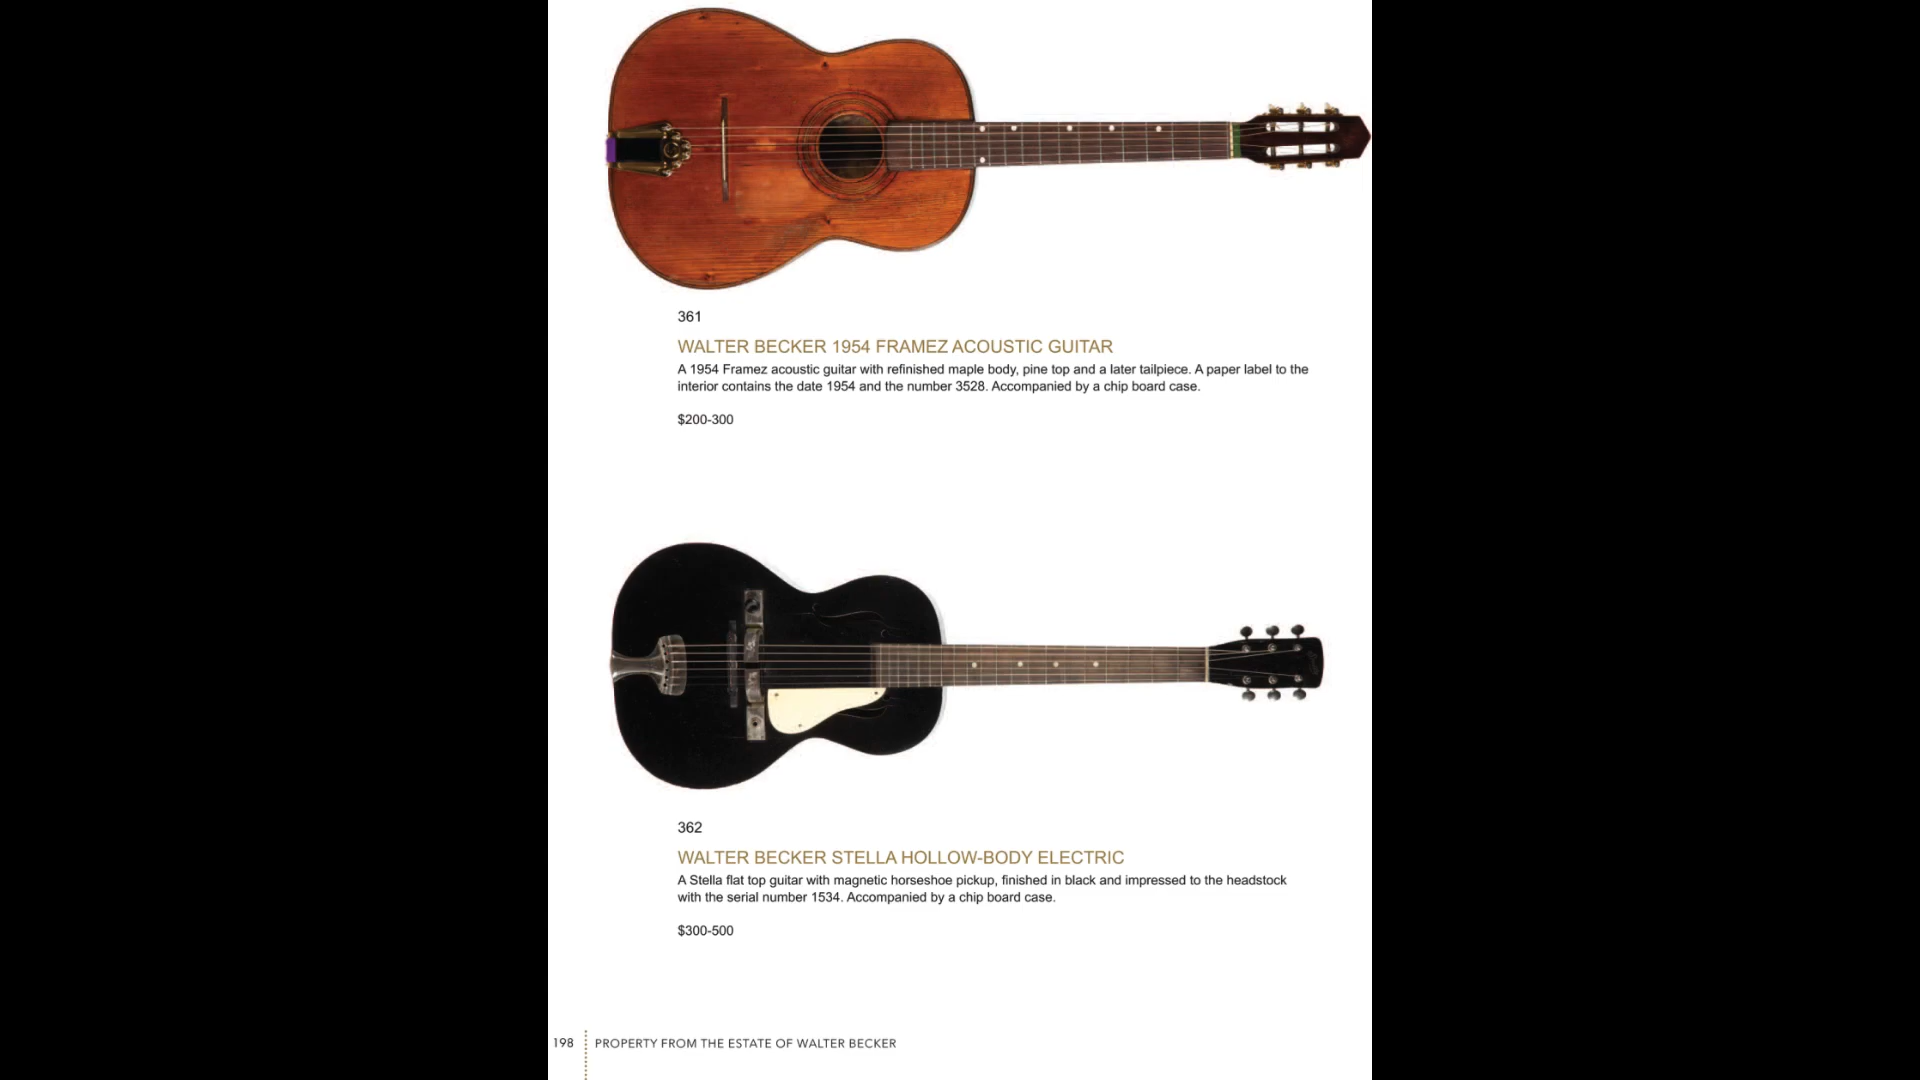 361
WALTER BECKER 1954 FRAMEZ ACOUSTIC GUITAR
A 1954 Framez acoustic guitar with refinished maple body, pine top and a later tailpiece. A paper label to the
interior contains the date 1954 and the number 3528. Accompanied by a chip board case.
$200-300
362
WALTER BECKER STELLA HOLLOW-BODY ELECTRIC
A Stella flat top guitar with magnetic horseshoe pickup, finished in black and impressed to the headstock
with the serial number 1534. Accompanied by a chip board case.
$300-500
198 PROPERTY FROM THE ESTATE OF WALTER BECKER